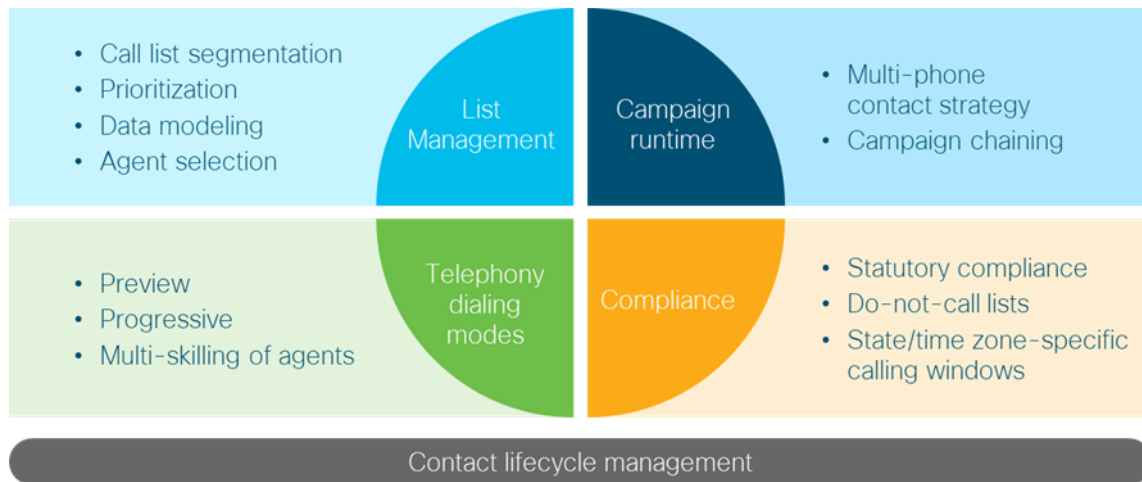 • Call list segmentation
• Prioritization
• Data modeling
• Agent selection
List
Management
Campaign
runtime
• Multi-phone
contact strategy
• Campaign chaining
• Preview
• Progressive
• Multi-skilling of agents
Telephony
dialing
modes
Compliance
• Statutory compliance
• Do-not-call lists
• State/time zone-specific
calling windows
Contact lifecycle management